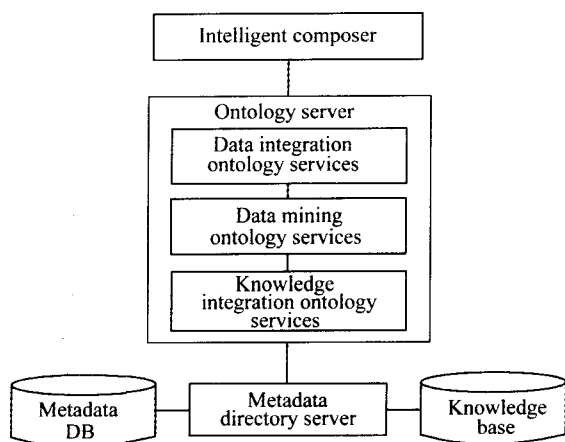 Intelligent composer
Ontology server
Data integration
ontology services
Data mining
ontology services
Knowledge
integration ontology
services
Metadata
DB
Metadata
directory server
Knowledge
base